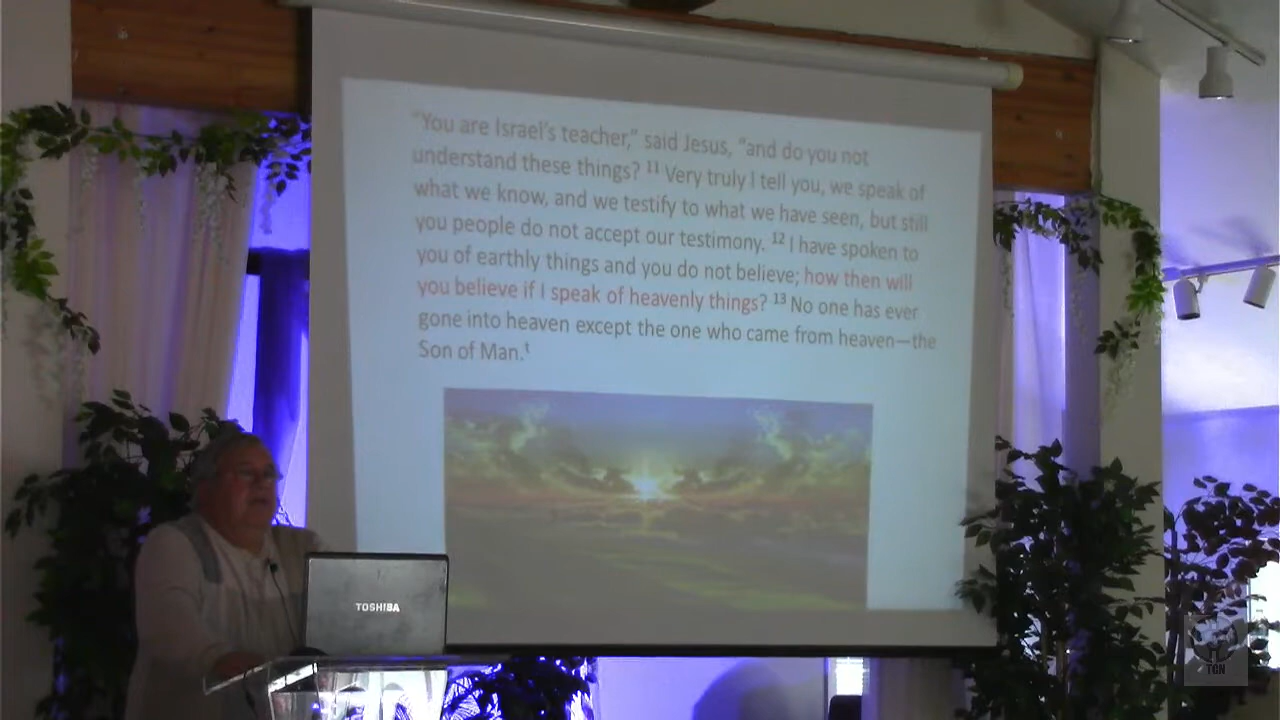 "You are Israel's teacher," said Jesus, "and do you not
understand these things? 11 Very truly I tell you, we speak of
what we know, and we testify to what we have seen, but still
you people do not accept our testimony. 12 I have spoken to
you of earthly things and you do not believe; how then will
you believe if I speak of heavenly things? 13 No one has ever
gone into heaven except the one who came from heaven—the
Son of Man.t
TOSHIBA
TGN